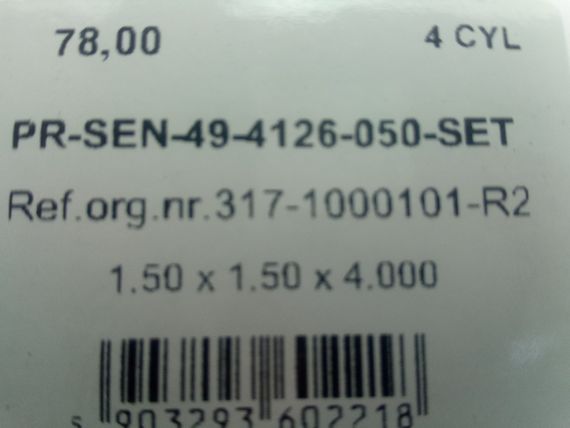 78,00 4 CYL
PR-SEN-49-4126-050-SET
Ref.org.nr.317-1000101-R2
1.50 x 1.50 x 4.000
903293 602218